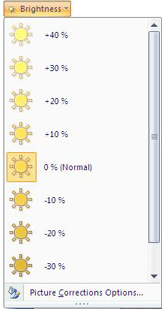 Brightness
+40 %
+30 %
+20 %
+10 %
0 % (Normal)
-10 %
-20 %
-30 %
Picture Corrections Options...